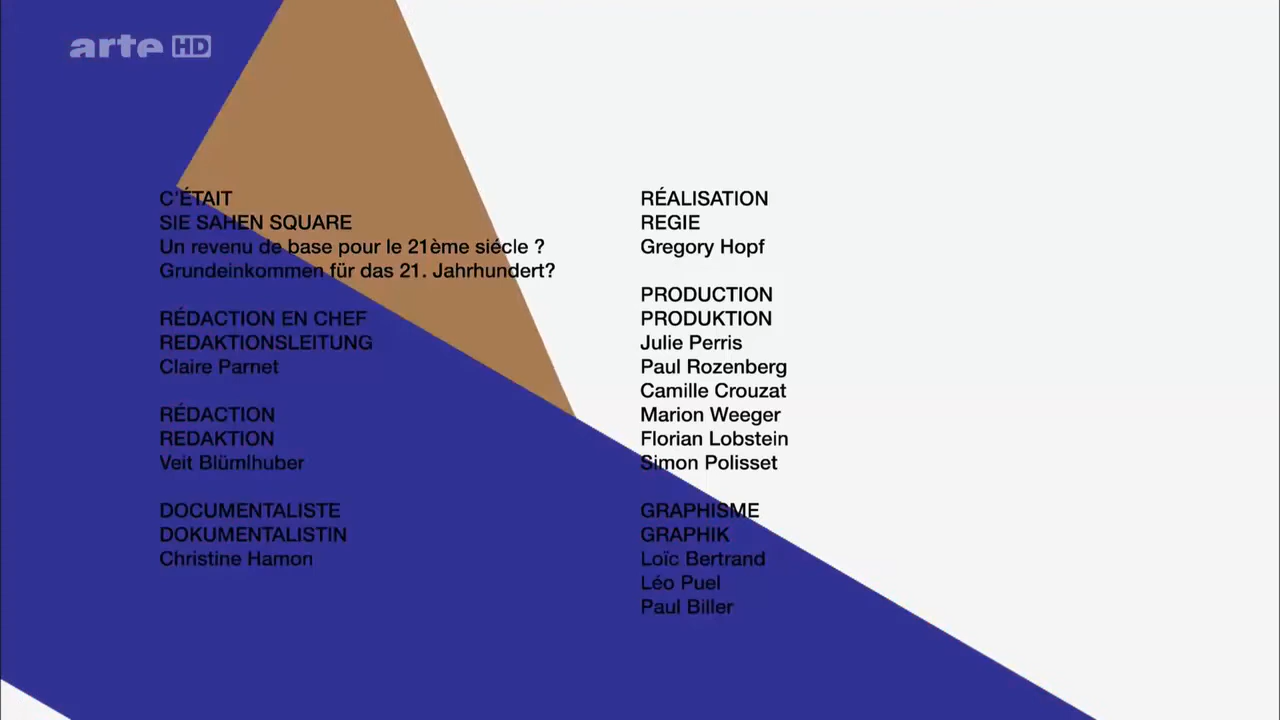 arte HD
C'ÉTAIT
SIE SAHEN SQUARE
Un revenu de base pour le 21ème siécle ?
Grundeinkommen für das 21. Jahrhundert?
RÉDACTION EN CHEF
REDAKTIONSLEITUNG
Claire Parnet
RÉDACTION
REDAKTION
Veit Blümlhuber
DOCUMENTALISTE
DOKUMENTALISTIN
Christine Hamon
RÉALISATION
REGIE
Gregory Hopf
PRODUCTION
PRODUKTION
Julie Perris
Paul Rozenberg
Camille Crouzat
Marion Weeger
Florian Lobstein
Simon Polisset
GRAPHISME
GRAPHIK
Loïc Bertrand
Léo Puel
Paul Biller